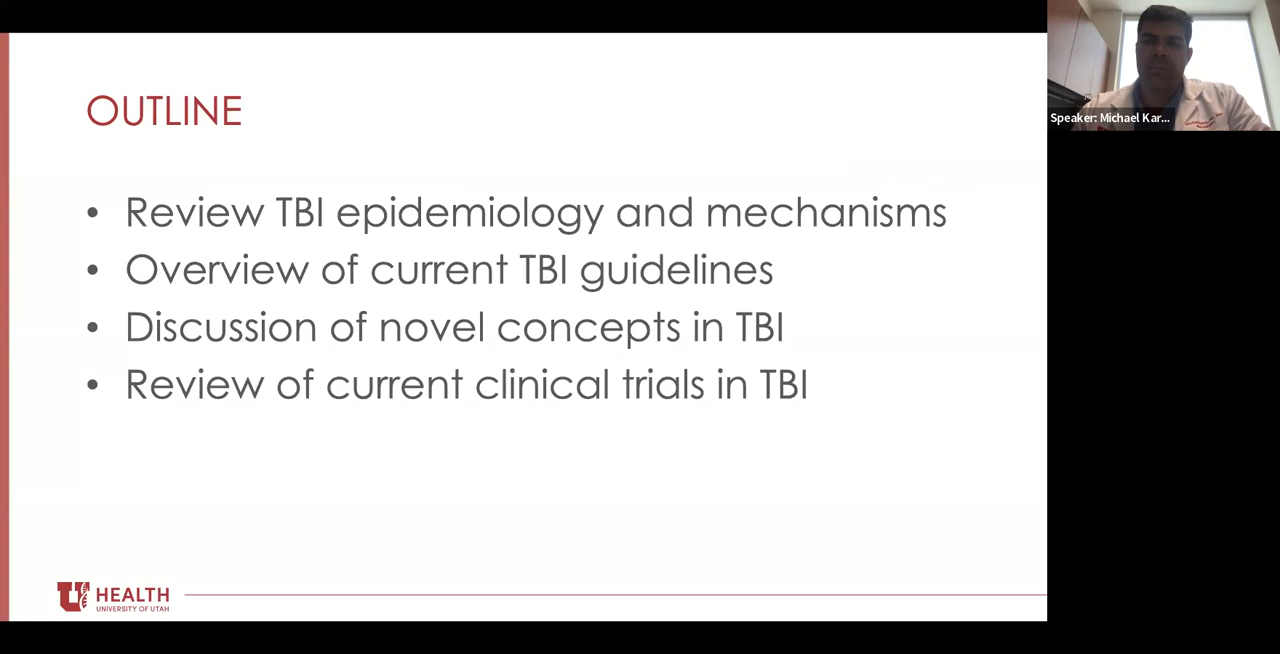 OUTLINE
• Review TBI epidemiology and mechanisms
• Overview of current TBI guidelines
• Discussion of novel concepts in TBI
• Review of current clinical trials in TBI
U HEALTH
UNIVERSITY OF UTAH
Speaker: Michael Kar...